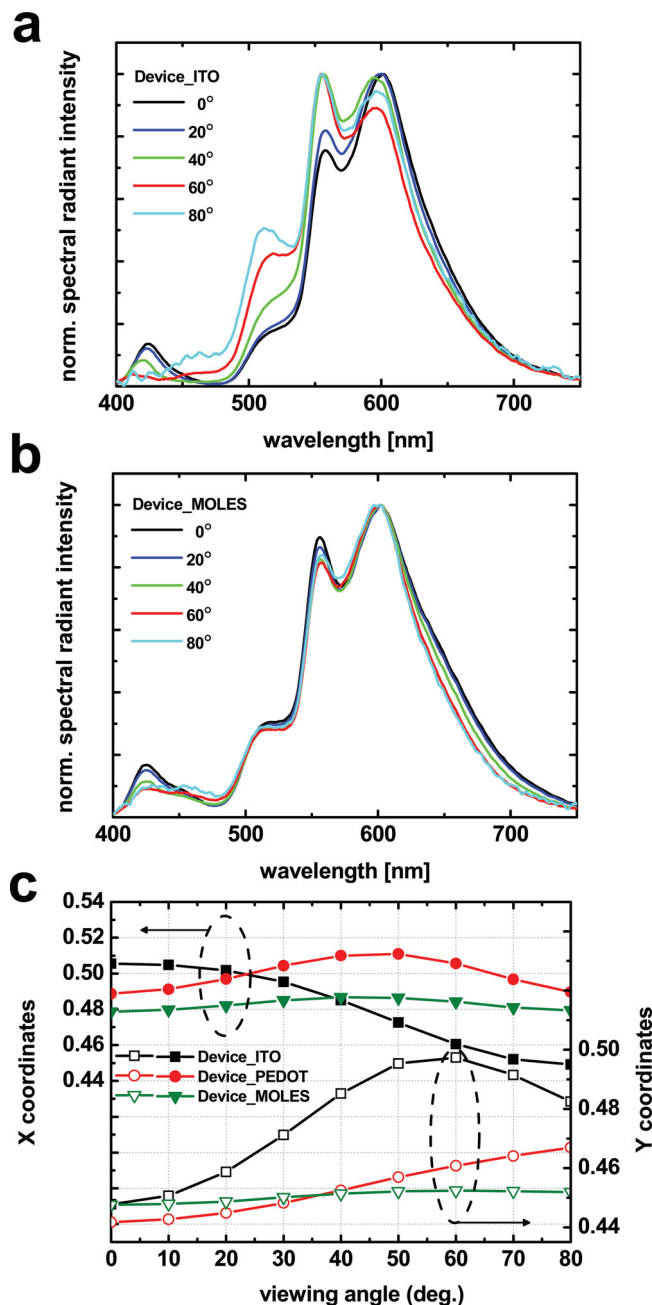 a
Device_ITO
0°
20°
40°
60°
80°
norm. spectral radiant intensity
400 500 600 700
wavelength [nm]
b
Device_MOLES
0°
20°
40°
60°
80°
norm. spectral radiant intensity
400 500 600 700
wavelength [nm]
c
0.54
0.52
0.50
0.48
0.46
0.44
X coordinates
Device_ITO
Device_PEDOT
Device_MOLES
0.50
0.48
0.46
0.44
Y coordinates
0 10 20 30 40 50 60 70 80
viewing angle (deg.)